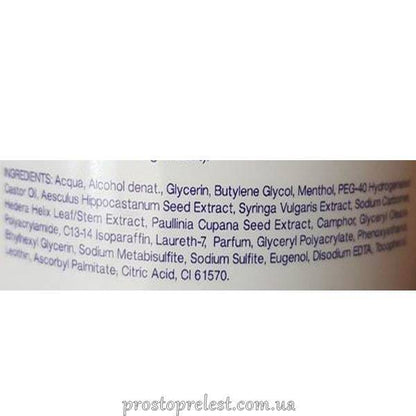 INGREDIENTS: Acqua, Alcohol denat., Glycerin, Butylene Glycol, Menthol, PEG-40 Hydrogenated
Castor Oil, Aesculus Hippocastanum Seed Extract, Syringa Vulgaris Extract, Sodium Carbomer,
Hedera Helix Leaf/Stem Extract, Paullinia Cupana Seed Extract, Camphor, Glyceryl Oleate,
Polyacrylamide, C13-14 Isoparaffin, Laureth-7, Parfum, Glyceryl Polyacrylate, Phenoxyethanol,
Ethylhexyl Glycerin, Sodium Metabisulfite, Sodium Sulfite, Eugenol, Disodium EDTA,
Lecithin, Ascorbyl Palmitate, Citric Acid, CI 61570.
prostoprelest.com.ua